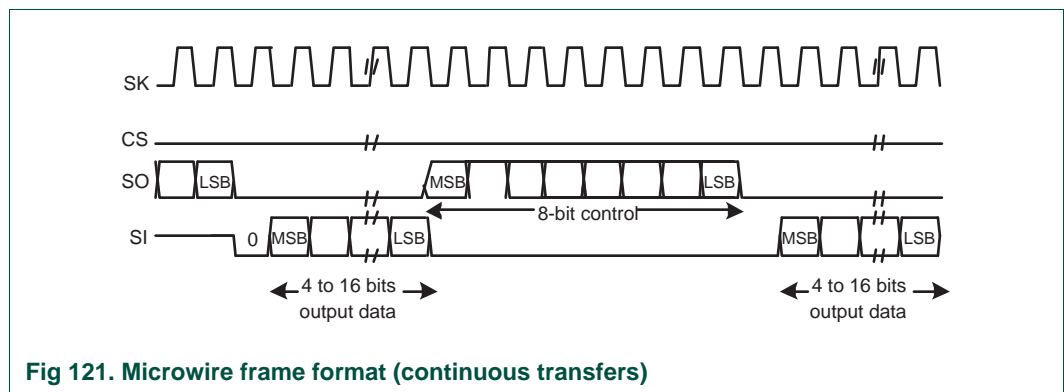 SK
CS
SO LSB MSB LSB
8-bit control
SI 0 MSB LSB MSB LSB
4 to 16 bits 4 to 16 bits
output data output data
Fig 121. Microwire frame format (continuous transfers)